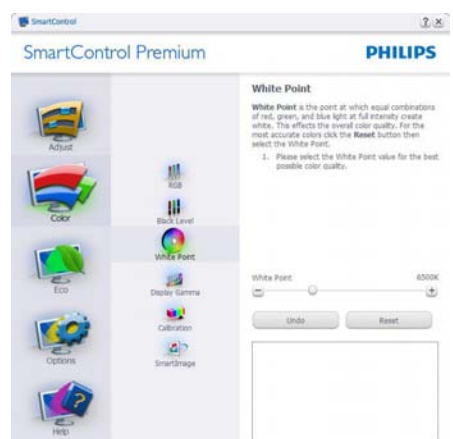 SmartControl
SmartControl Premium
PHILIPS
Adjust
Color
Eco
Options
Help
RGB
Black Level
White Point
Display Gamma
Calibration
SmartImage
White Point
White Point is the point at which equal combinations
of red, green, and blue light at full intensity create
white. This effects the overall color quality. For the
most accurate colors click the Reset button then
select the White Point.
1. Please select the White Point value for the best
possible color quality.
White Point 6500K
Undo Reset